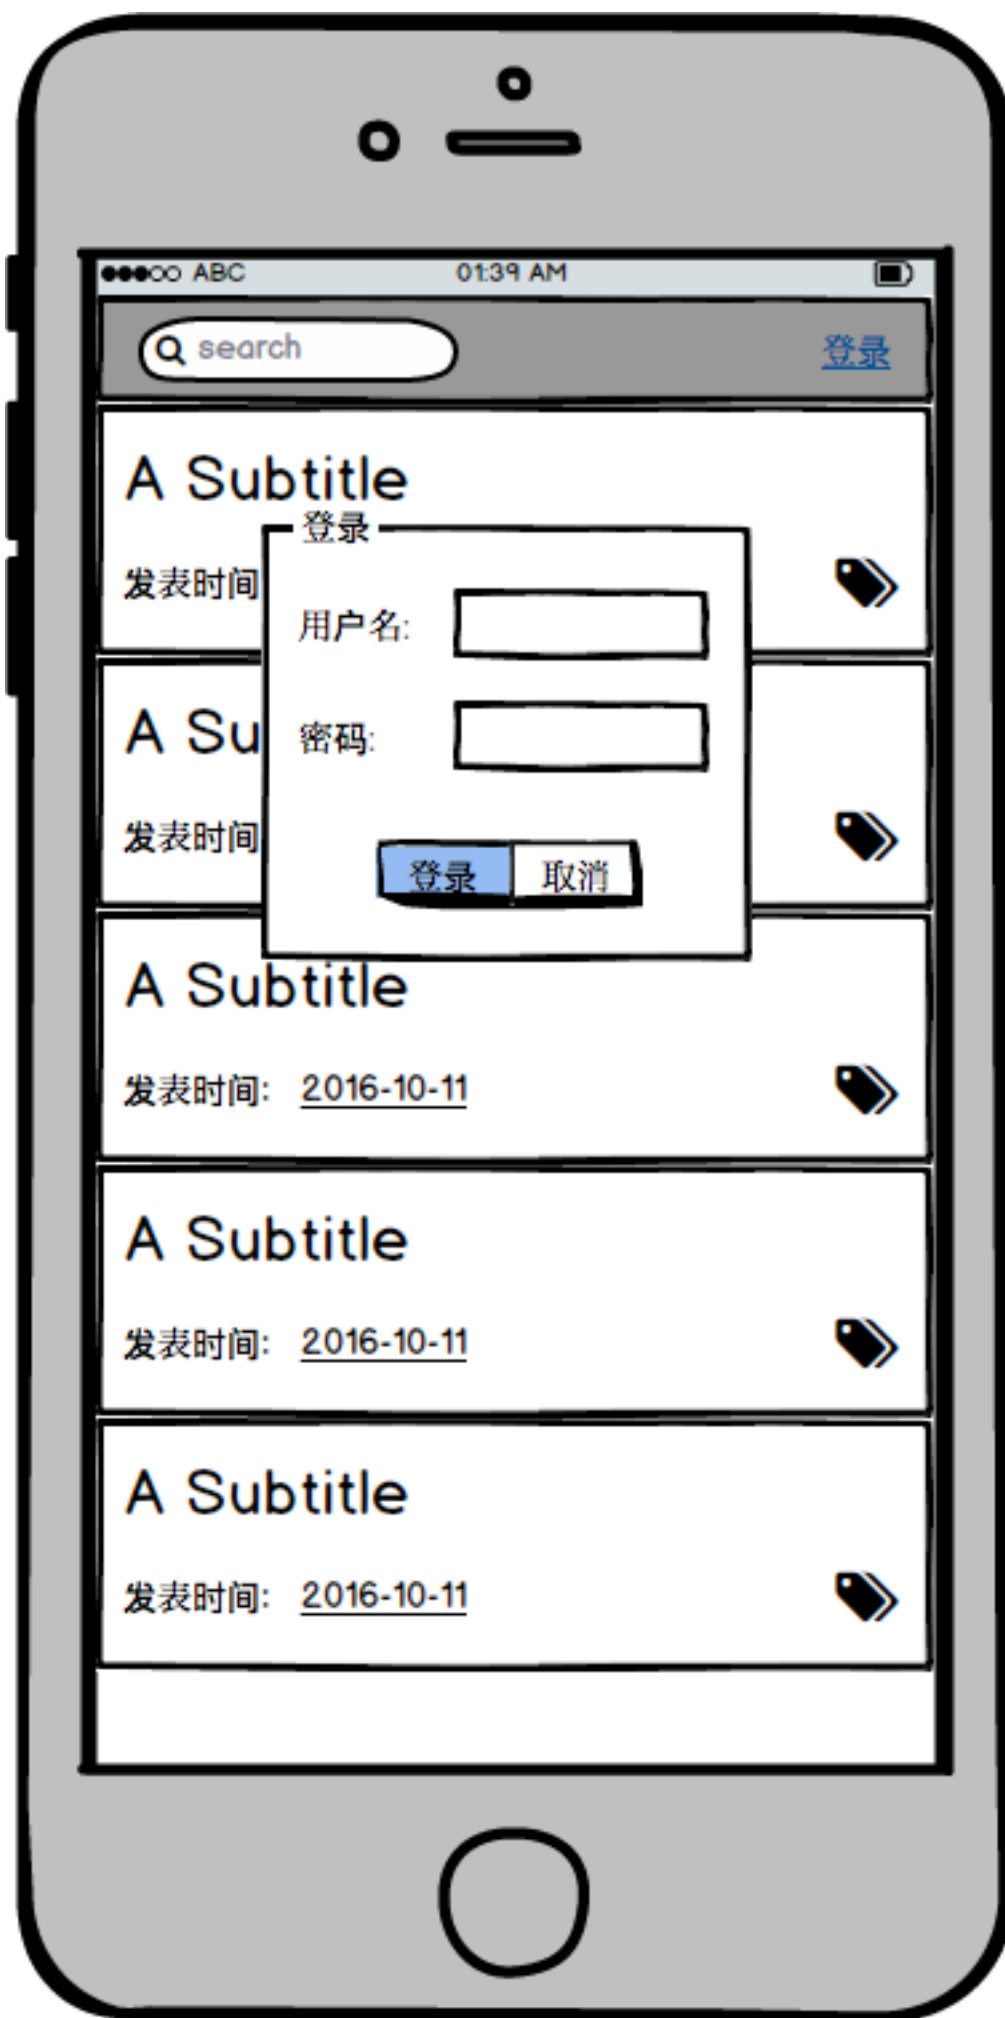 ABC 01:39 AM
search 登录
A Subtitle
登录
发表时间
用户名:
A Su
密码:
发表时间
登录 取消
A Subtitle
发表时间: 2016-10-11
A Subtitle
发表时间: 2016-10-11
A Subtitle
发表时间: 2016-10-11